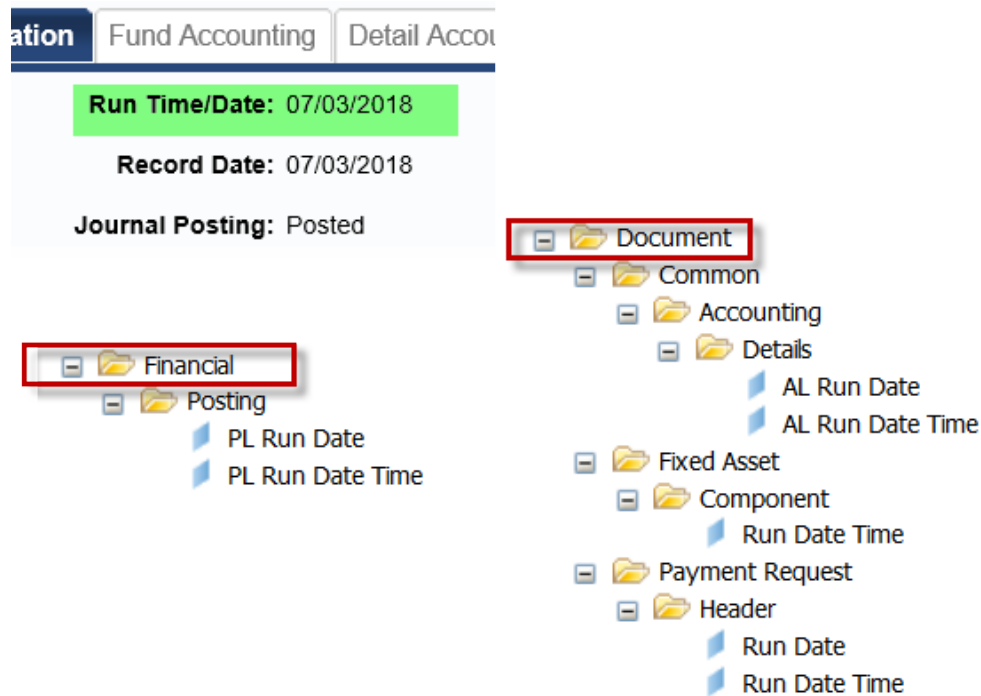 ation Fund Accounting Detail Accou
Run Time/Date: 07/03/2018
Record Date: 07/03/2018
Journal Posting: Posted
Financial
Posting
PL Run Date
PL Run Date Time
Document
Common
Accounting
Details
AL Run Date
AL Run Date Time
Fixed Asset
Component
Run Date Time
Payment Request
Header
Run Date
Run Date Time